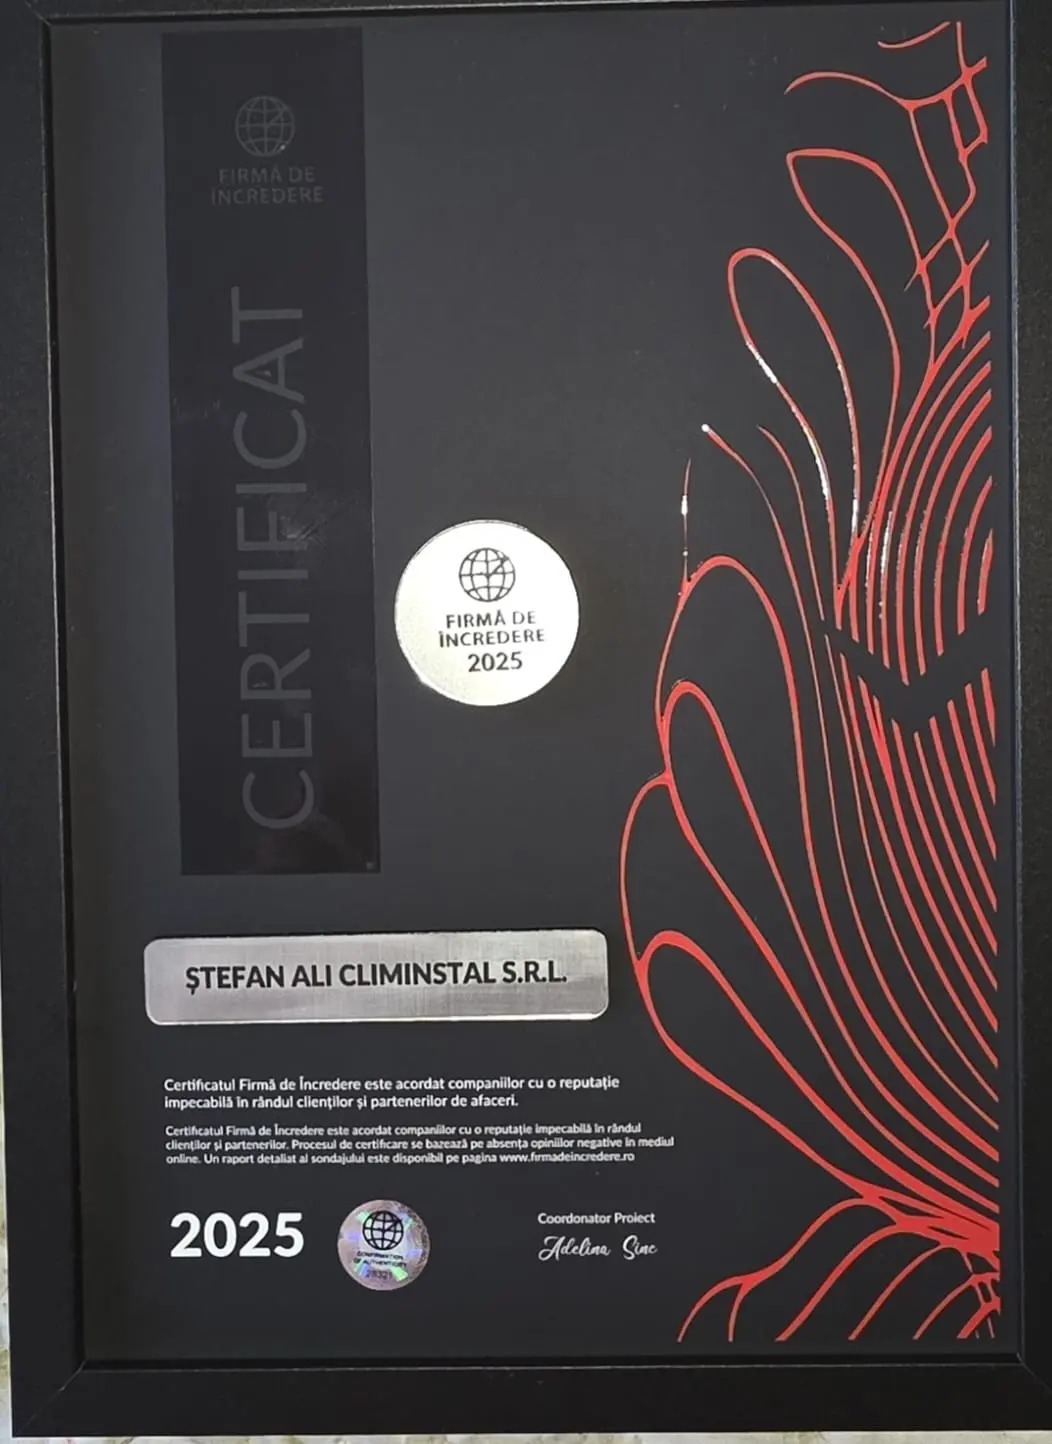 FIRMĂ DE
ÎNCREDERE
CERTIFICAT
FIRMĂ DE
ÎNCREDERE
2025
ȘTEFAN ALI CLIMINSTAL S.R.L.
Certificatul Firmă de Încredere este acordat companiilor cu o reputație
impecabilă în rândul clienților și partenerilor de afaceri.
Certificatul Firmă de Încredere este acordat companiilor cu o reputație impecabilă în rândul
clienților și partenerilor. Procesul de certificare se bazează pe absența opiniilor negative în mediul
online. Un raport detaliat al sondajului este disponibil pe pagina www.firmadeincredere.ro
2025
CONFIRMATION
OF AUTHENTICITY
Coordonator Proiect
Adelina Sinc